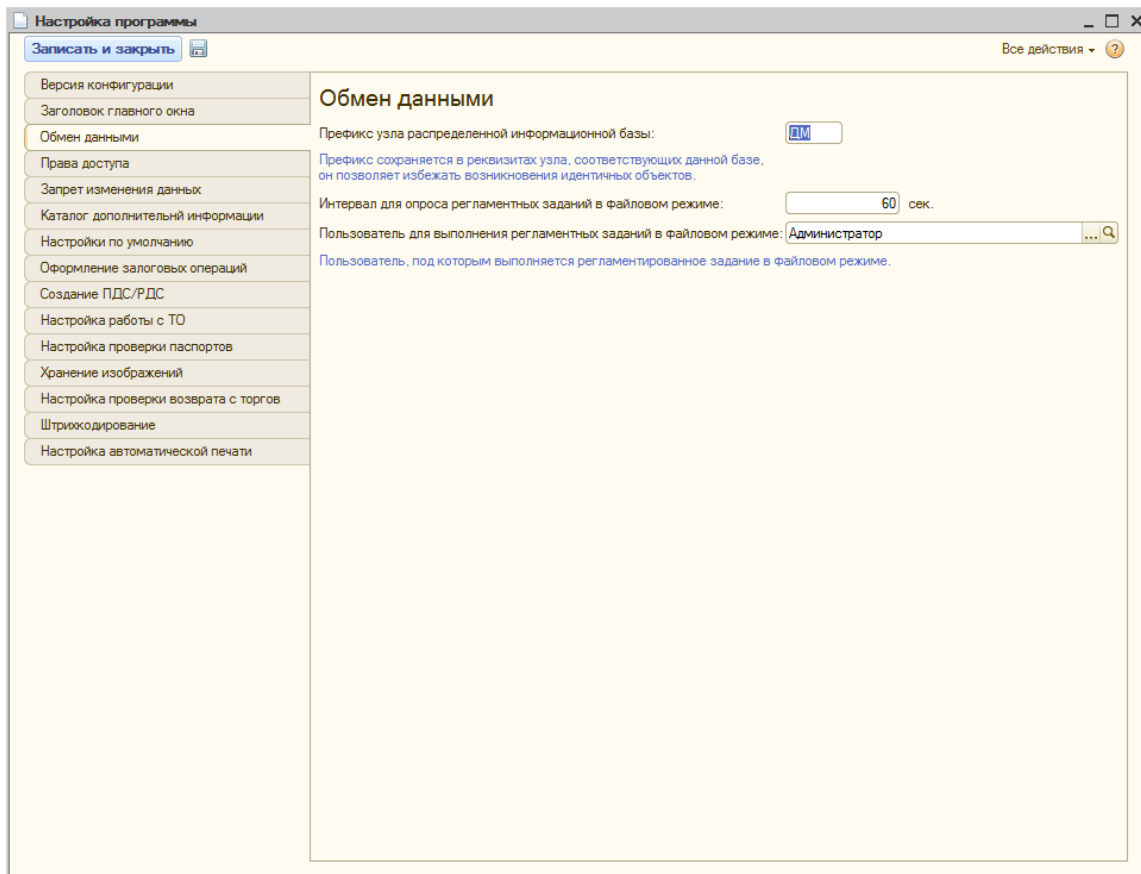 Настройка программы
Записать и закрыть
Все действия
Версия конфигурации
Заголовок главного окна
Обмен данными
Права доступа
Запрет изменения данных
Каталог дополнительнй информации
Настройки по умолчанию
Оформление залоговых операций
Создание ПДС/РДС
Настройка работы с ТО
Настройка проверки паспортов
Хранение изображений
Настройка проверки возврата с торгов
Штрихкодирование
Настройка автоматической печати
Обмен данными
Префикс узла распределенной информационной базы: ДМ
Префикс сохраняется в реквизитах узла, соответствующих данной базе,
он позволяет избежать возникновения идентичных объектов.
Интервал для опроса регламентных заданий в файловом режиме: 60 сек.
Пользователь для выполнения регламентных заданий в файловом режиме: Администратор ...
Пользователь, под которым выполняется регламентированное задание в файловом режиме.